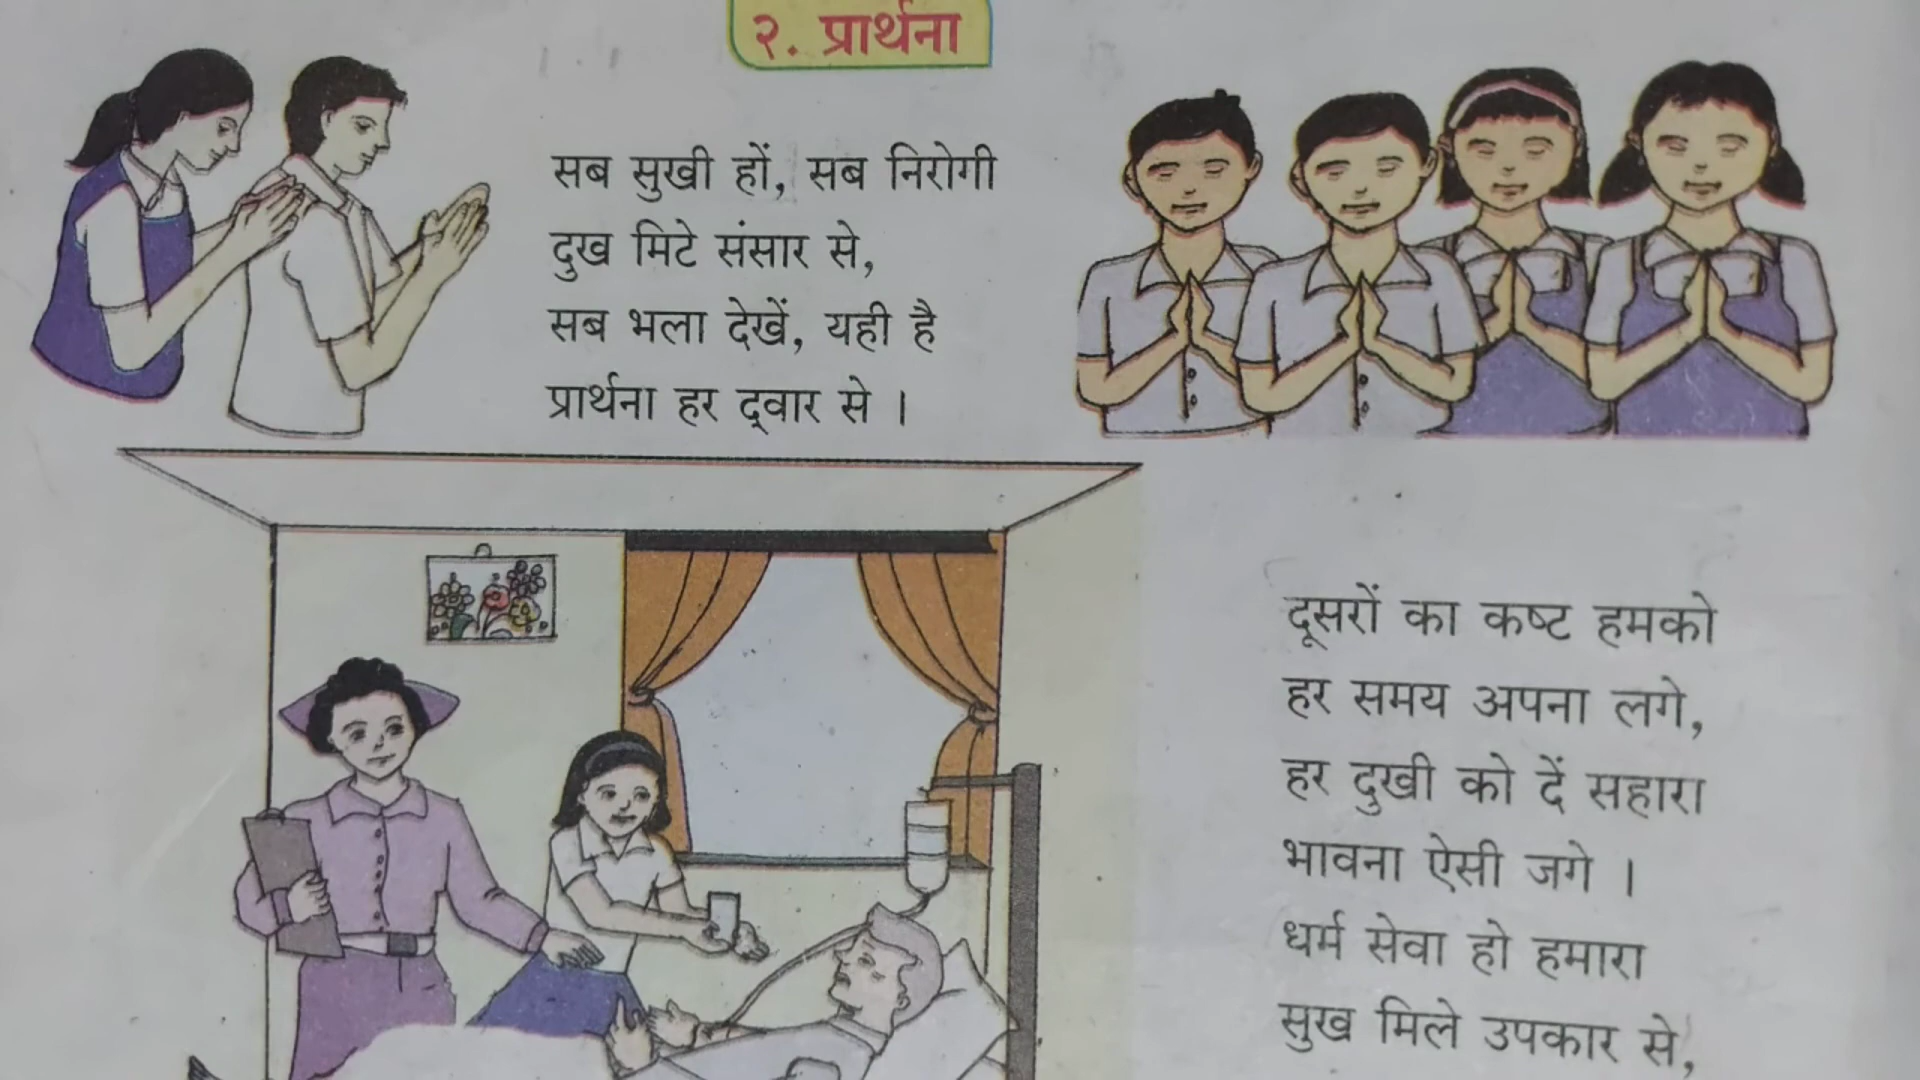 २. प्रार्थना
सब सुखी हों, सब निरोगी
दुख मिटे संसार से,
सब भला देखें, यही है
प्रार्थना हर द्‌वार से ।
दूसरों का कष्ट हमको
हर समय अपना लगे,
हर दुखी को दें सहारा
भावना ऐसी जगे ।
धर्म सेवा हो हमारा
सुख मिले उपकार से,